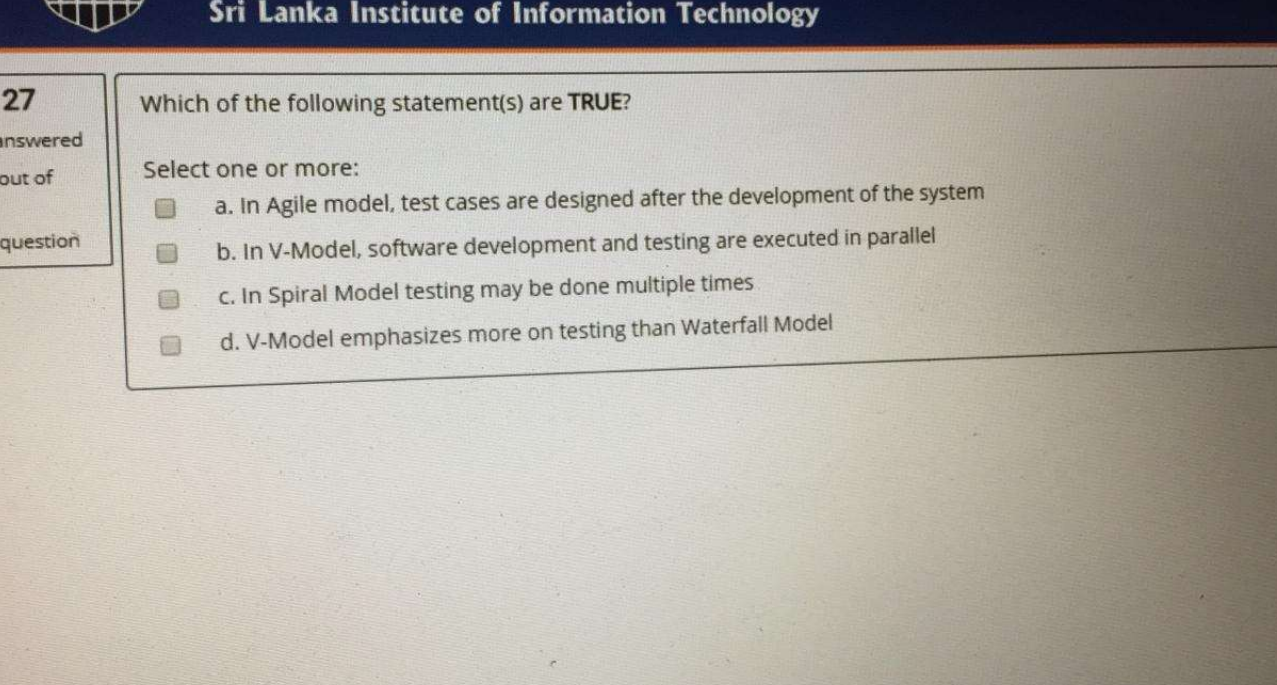 Sri Lanka Institute of Information Technology
27
Which of the following statement(s) are TRUE?
answered
out of
question
Select one or more:
a. In Agile model, test cases are designed after the development of the system
b. In V-Model, software development and testing are executed in parallel
c. In Spiral Model testing may be done multiple times
d. V-Model emphasizes more on testing than Waterfall Model